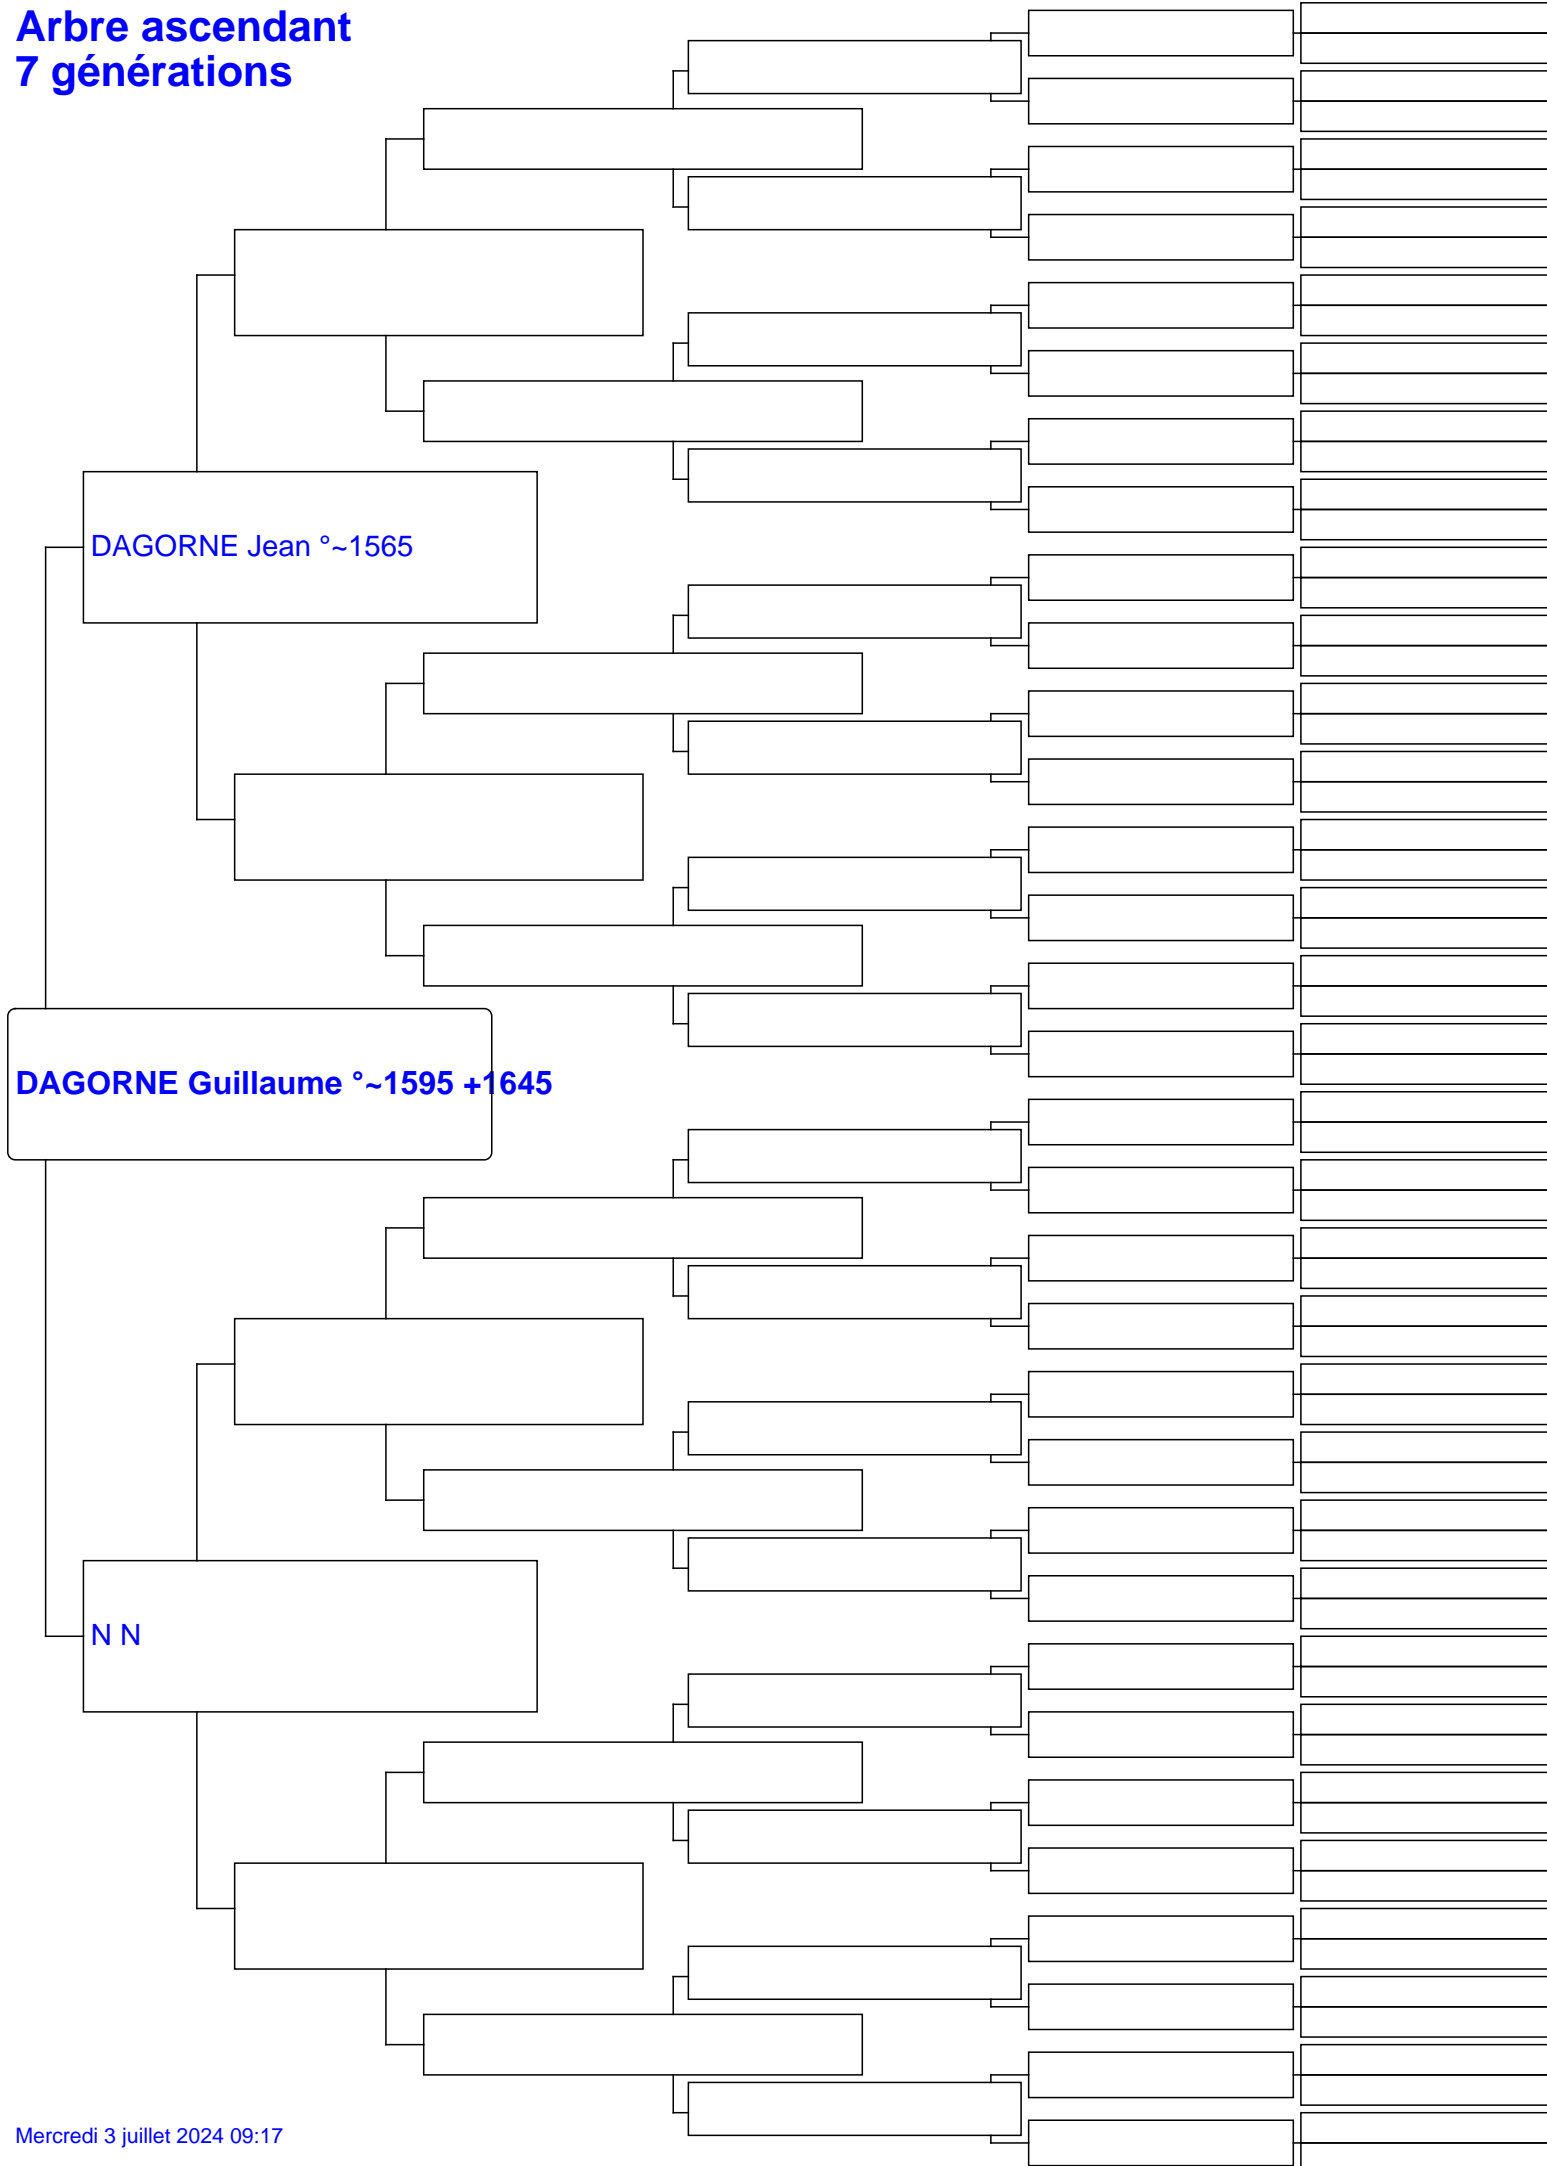 Arbre ascendant
7 générations
DAGORNE Jean °~1565
DAGORNE Guillaume °~1595 +1645
N N
Mercredi 3 juillet 2024 09:17